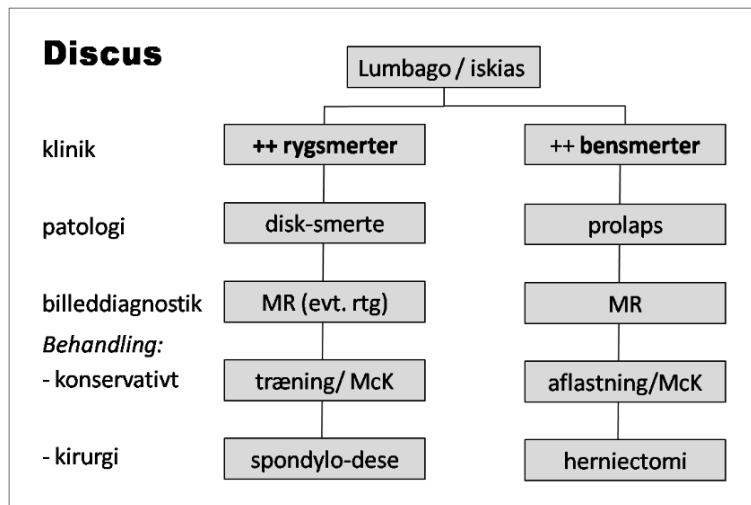 Discus
Lumbago / iskias
klinik
++ rygsmerter
++ bensmerter
patologi
disk-smerte
prolaps
billeddiagnostik
MR (evt. rtg)
MR
Behandling:
- konservativt
træning/ McK
aflastning/McK
- kirurgi
spondylo-dese
herniectomi